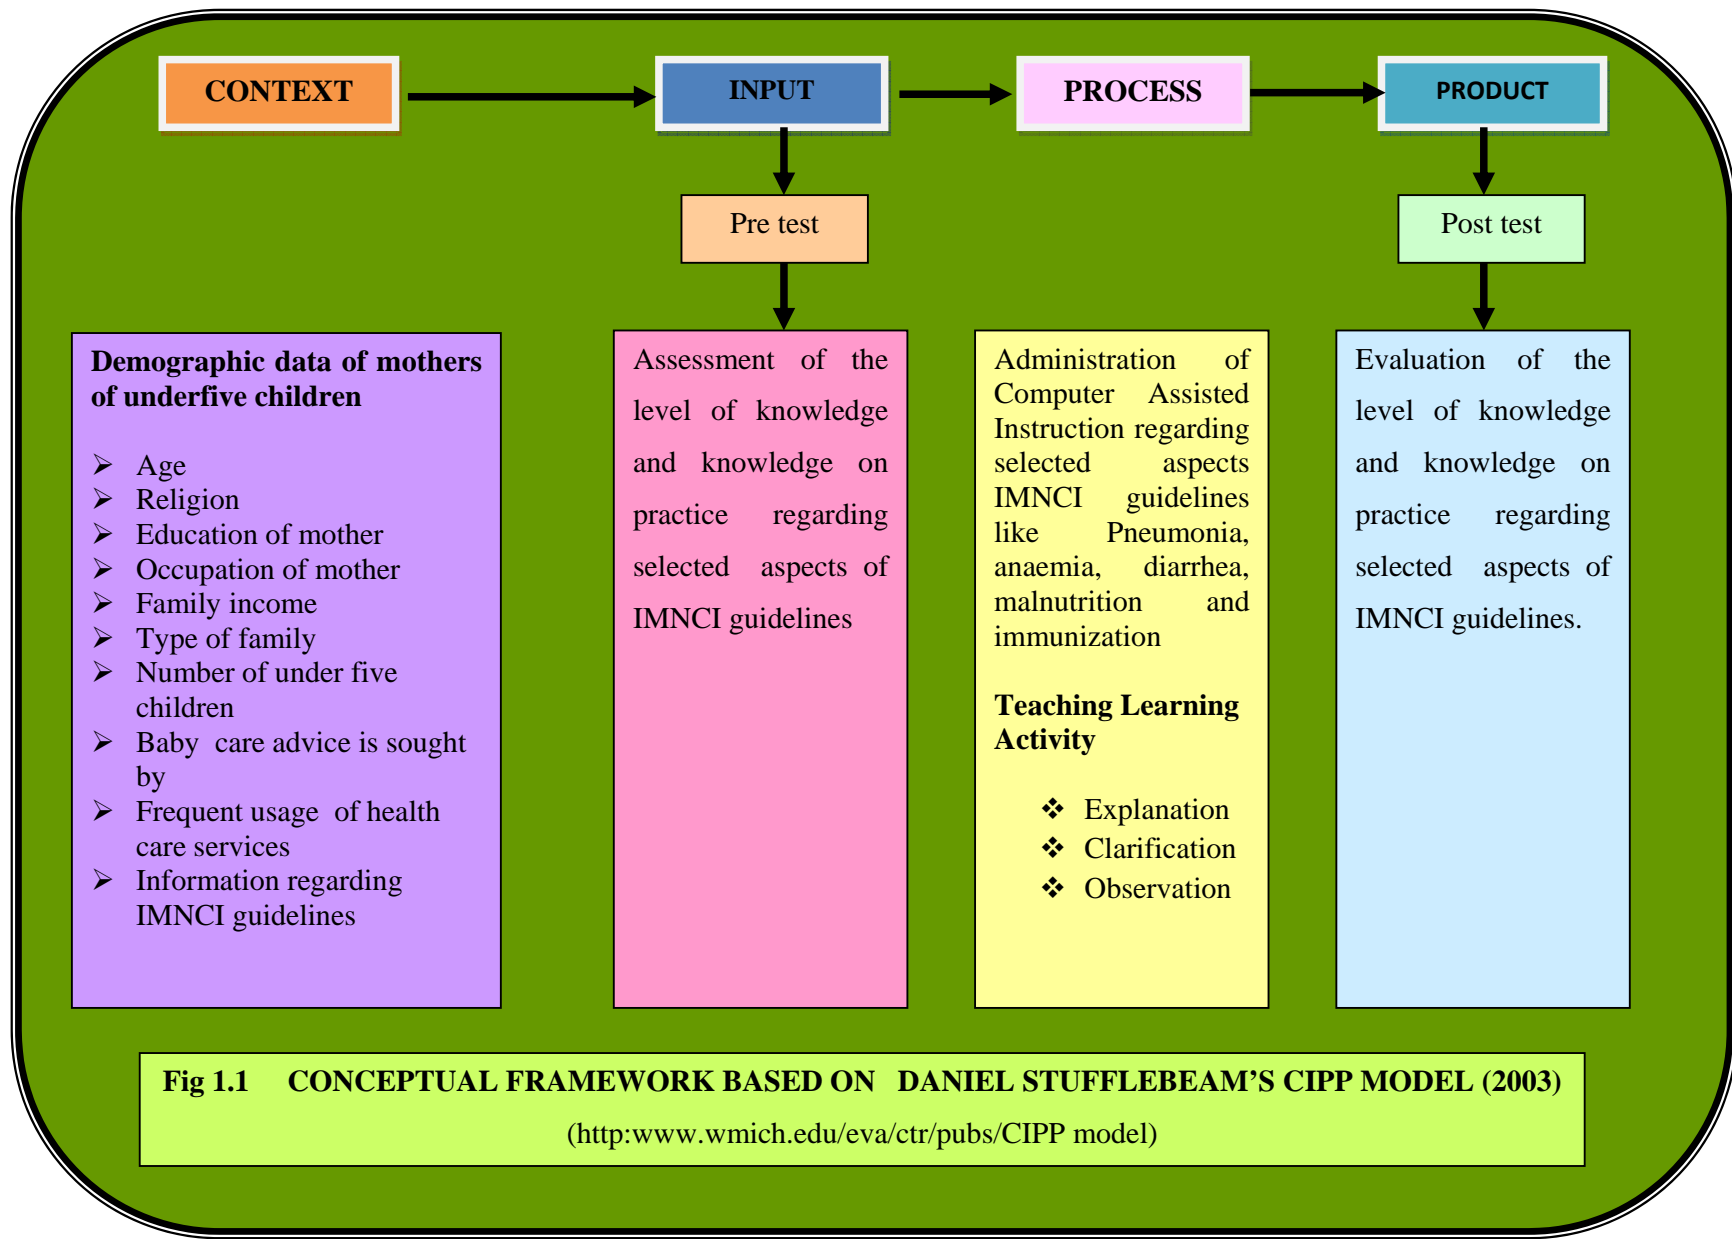 CONTEXT
INPUT
PROCESS
PRODUCT
Pre test
Post test
Demographic data of mothers
of underfive children
➢ Age
➢ Religion
➢ Education of mother
➢ Occupation of mother
➢ Family income
➢ Type of family
➢ Number of under five
children
➢ Baby care advice is sought
by
➢ Frequent usage of health
care services
➢ Information regarding
IMNCI guidelines
Assessment of the
level of knowledge
and knowledge on
practice regarding
selected aspects of
IMNCI guidelines
Administration of
Computer Assisted
Instruction regarding
selected aspects
IMNCI guidelines
like Pneumonia,
anaemia, diarrhea,
malnutrition and
immunization
Teaching Learning
Activity
❖ Explanation
❖ Clarification
❖ Observation
Evaluation of the
level of knowledge
and knowledge on
practice regarding
selected aspects of
IMNCI guidelines.
Fig 1.1 CONCEPTUAL FRAMEWORK BASED ON DANIEL STUFFLEBEAM’S CIPP MODEL (2003)
(http:www.wmich.edu/eva/ctr/pubs/CIPP model)